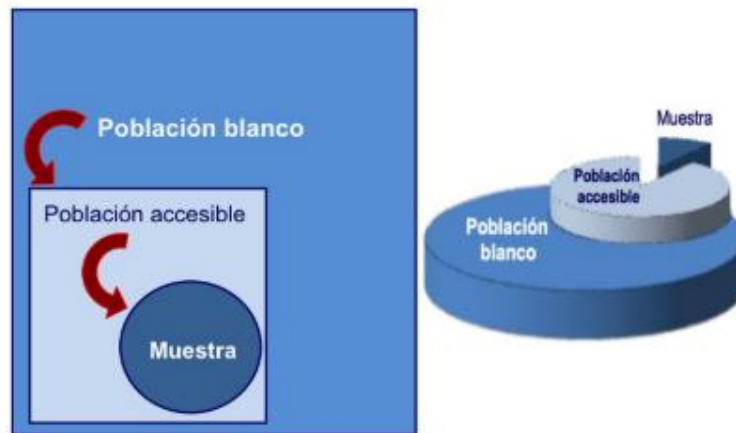 Población blanco
Población accesible
Muestra
Muestra
Población
accesible
Población
blanco